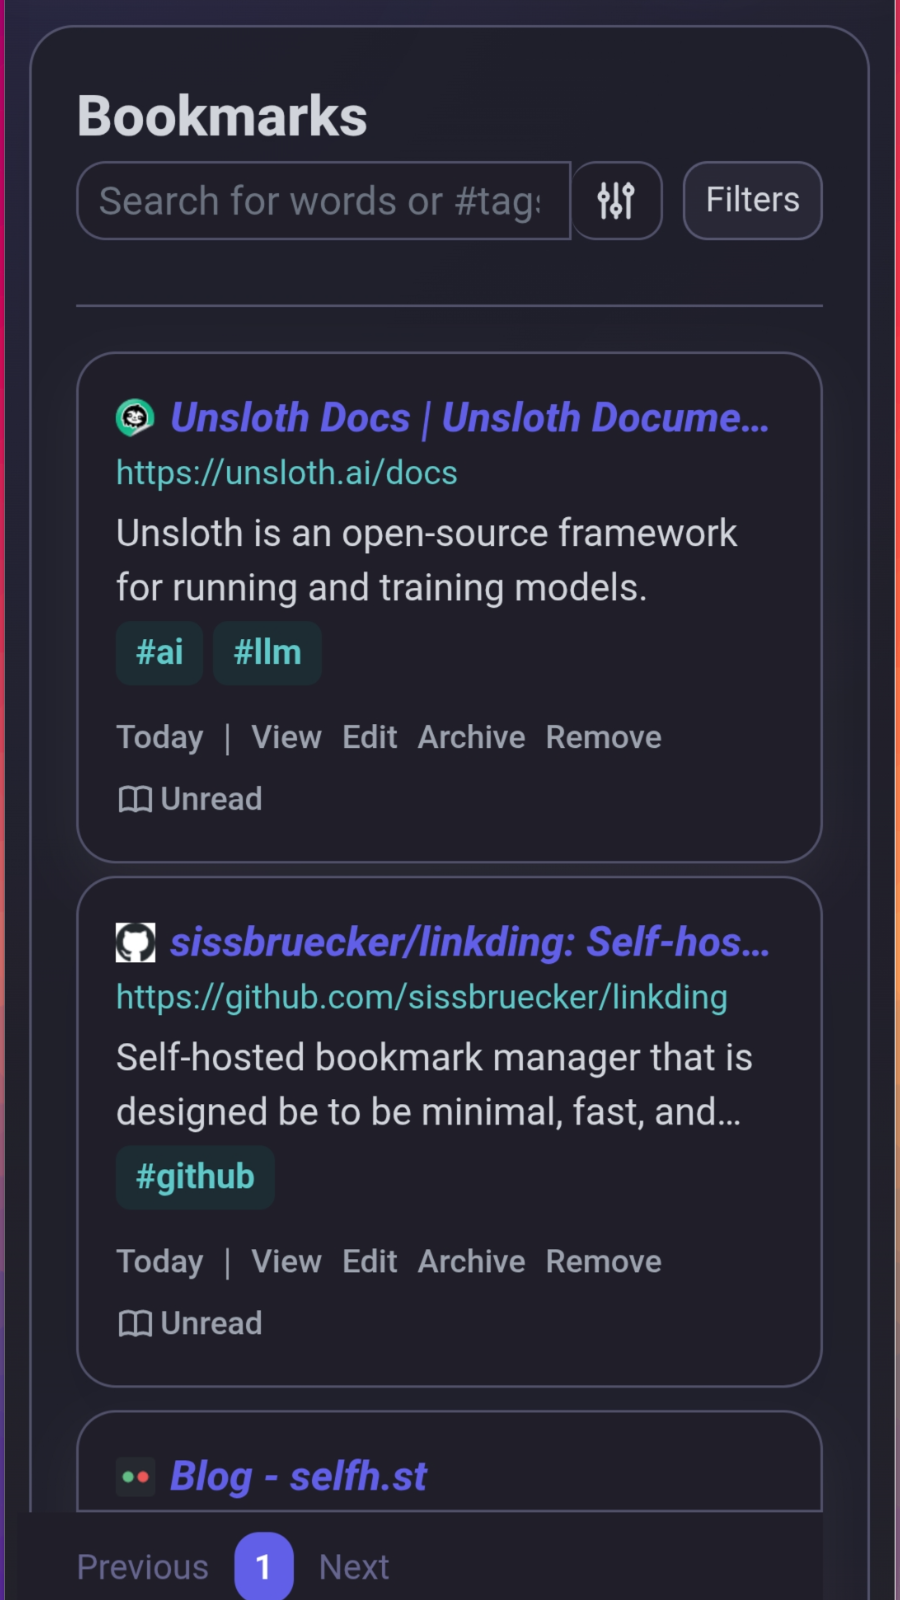 Bookmarks
Search for words or #tags
Filters
Unsloth Docs | Unsloth Docume…
https://unsloth.ai/docs
Unsloth is an open-source framework
for running and training models.
#ai #llm
Today | View Edit Archive Remove
Unread
sissbruecker/linkding: Self-hos…
https://github.com/sissbruecker/linkding
Self-hosted bookmark manager that is
designed be to be minimal, fast, and…
#github
Today | View Edit Archive Remove
Unread
Blog - selfh.st
Previous 1 Next